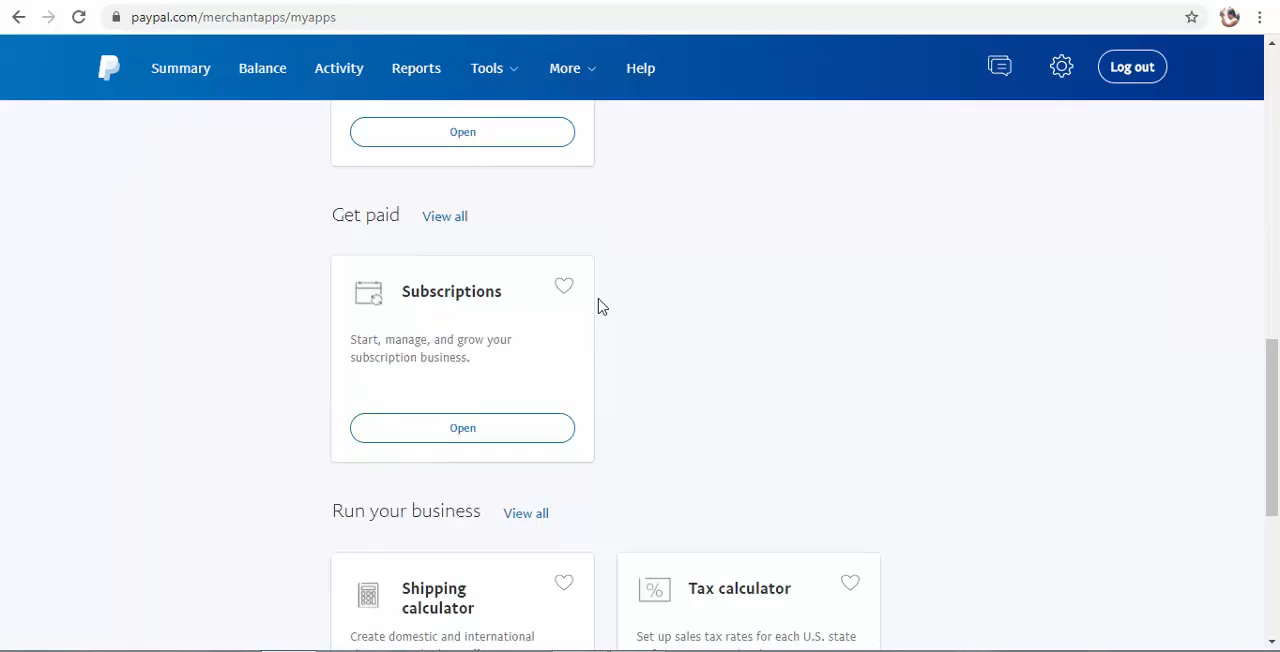 paypal.com/merchantapps/myapps
Summary Balance Activity Reports Tools More Help Log out
Open
Get paid View all
Subscriptions
Start, manage, and grow your
subscription business.
Open
Run your business View all
Shipping
calculator
Create domestic and international
% Tax calculator
Set up sales tax rates for each U.S. state